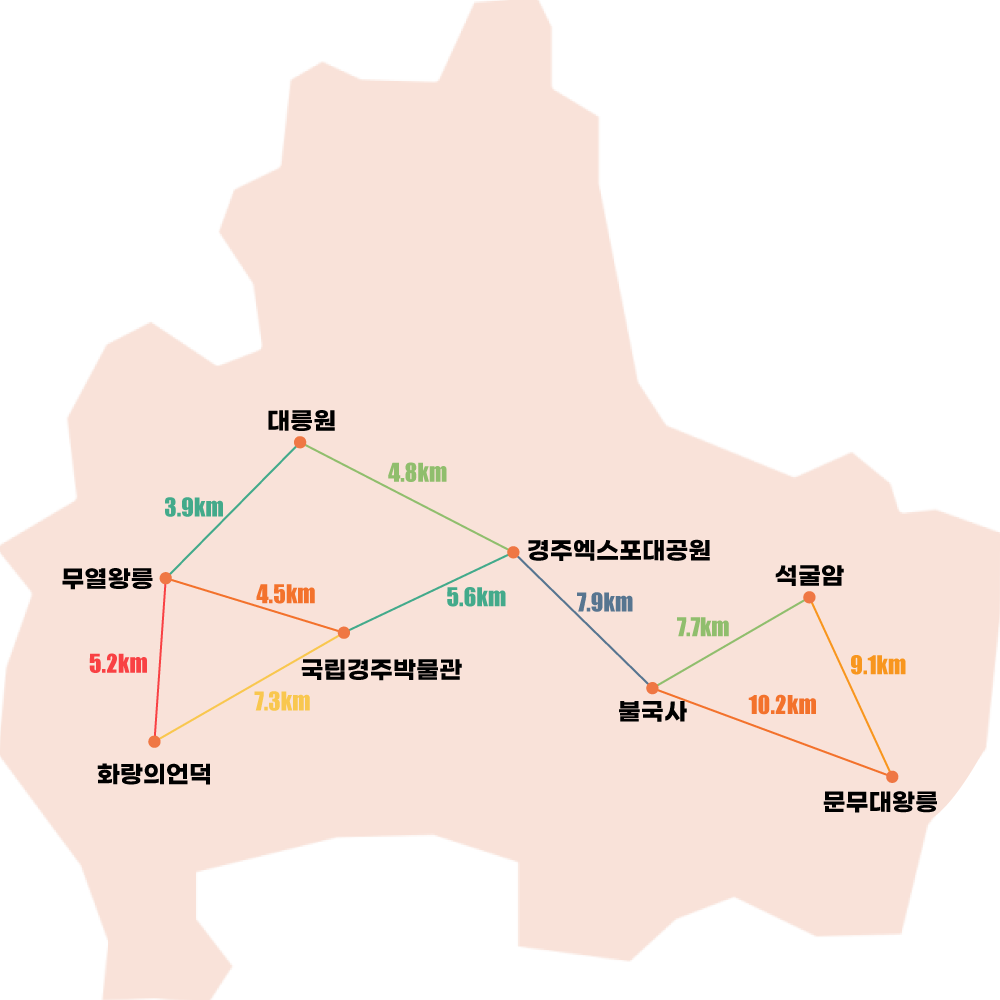 대릉원
4.8km
3.9km
경주엑스포대공원
무열왕릉
4.5km
5.6km
7.9km
석굴암
7.7km
5.2km
국립경주박물관
9.1km
7.3km
불국사
10.2km
화랑의언덕
문무대왕릉